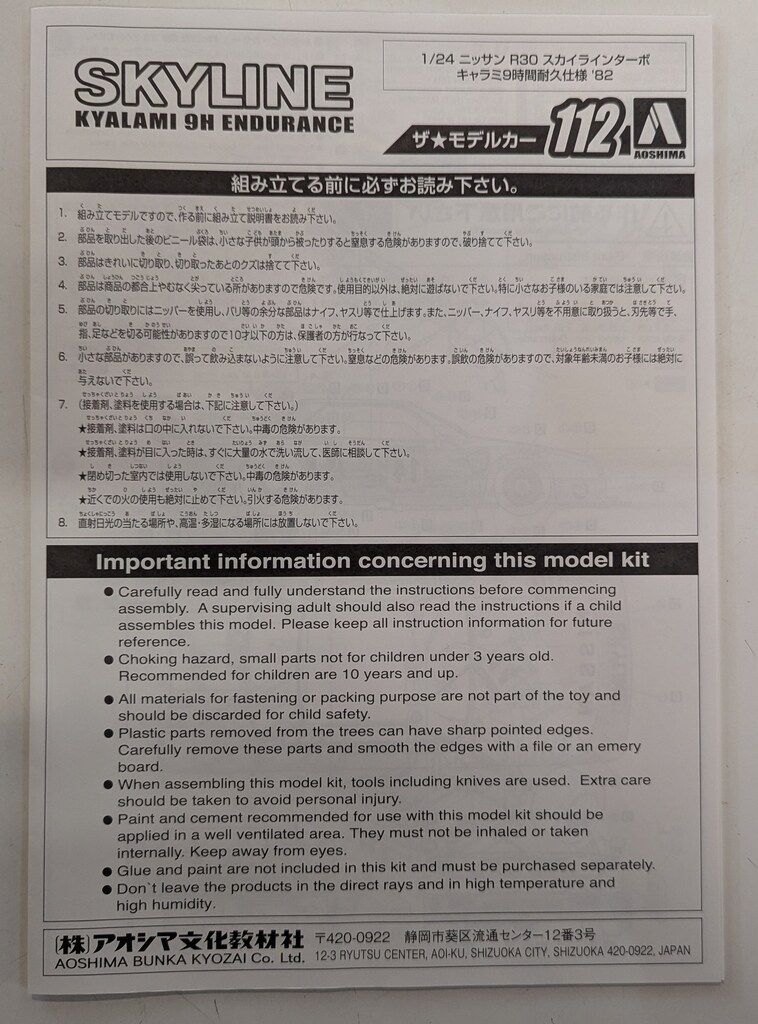 SKYLINE
KYALAMI 9H ENDURANCE
1/24 ニッサン R30 スカイラインターボ
キャラミ9時間耐久仕様 '82
ザ★モデルカー 112
AOSHIMA
組み立てる前に必ずお読み下さい。
1. 組み立てモデルですので、作る前に組み立て説明書をお読み下さい。
2. 部品を取り出した後のビニール袋は、小さな子供が頭から被ったりすると窒息する危険がありますので、破り捨てて下さい。
3. 部品はきれいに切り取り、切り取ったあとのクズは捨てて下さい。
4. 部品は商品の都合上やむなく尖っている所がありますので危険です。使用目的以外は、絶対に遊ばないで下さい。特に小さなお子様のいる家庭では注意して下さい。
5. 部品の切り取りにはニッパーを使用し、バリ等の余分な部品はナイフ、ヤスリ等で仕上げます。また、ニッパー、ナイフ、ヤスリ等を不用意に取り扱うと、刃先等で手、
指、足などを切る可能性がありますので10才以下の方は、保護者の方が行なって下さい。
6. 小さな部品がありますので、誤って飲み込まないように注意して下さい。窒息などの危険があります。誤飲の危険がありますので、対象年齢未満のお子様には絶対に
与えないで下さい。
7. (接着剤、塗料を使用する場合は、下記に注意して下さい。)
★接着剤、塗料は口の中に入れないで下さい。中毒の危険があります。
★接着剤、塗料が目に入った時は、すぐに大量の水で洗い流して、医師に相談して下さい。
★閉め切った室内では使用しないで下さい。中毒の危険があります。
★近くでの火の使用も絶対に止めて下さい。引火する危険があります。
8. 直射日光の当たる場所や、高温・多湿になる場所には放置しないで下さい。
Important information concerning this model kit
● Carefully read and fully understand the instructions before commencing
assembly. A supervising adult should also read the instructions if a child
assembles this model. Please keep all instruction information for future
reference.
● Choking hazard, small parts not for children under 3 years old.
Recommended for children are 10 years and up.
● All materials for fastening or packing purpose are not part of the toy and
should be discarded for child safety.
● Plastic parts removed from the trees can have sharp pointed edges.
Carefully remove these parts and smooth the edges with a file or an emery
board.
● When assembling this model kit, tools including knives are used. Extra care
should be taken to avoid personal injury.
● Paint and cement recommended for use with this model kit should be
applied in a well ventilated area. They must not be inhaled or taken
internally. Keep away from eyes.
● Glue and paint are not included in this kit and must be purchased separately.
● Don`t leave the products in the direct rays and in high temperature and
high humidity.
(株)アオシマ文化教材社 〒420-0922 静岡市葵区流通センター12番3号
AOSHIMA BUNKA KYOZAI Co. Ltd. 12-3 RYUTSU CENTER, AOI-KU, SHIZUOKA CITY, SHIZUOKA 420-0922, JAPAN